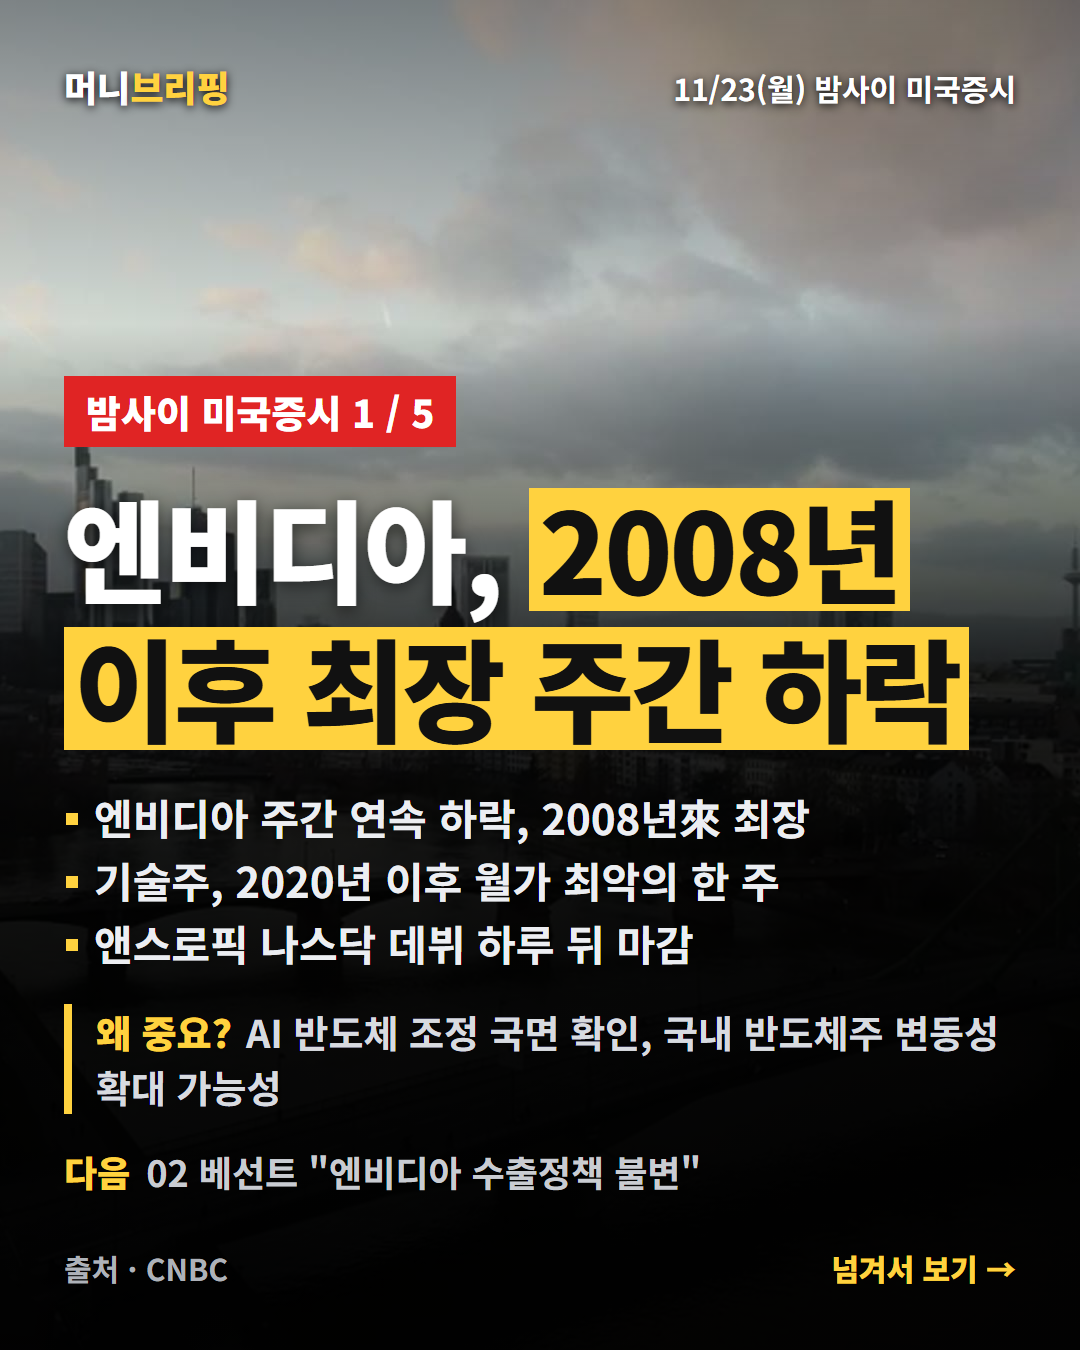 머니브리핑
11/23(월) 밤사이 미국증시
밤사이 미국증시 1 / 5
엔비디아, 2008년
이후 최장 주간 하락
엔비디아 주간 연속 하락, 2008년來 최장
기술주, 2020년 이후 월가 최악의 한 주
앤스로픽 나스닥 데뷔 하루 뒤 마감
왜 중요? AI 반도체 조정 국면 확인, 국내 반도체주 변동성
확대 가능성
다음 02 베선트 "엔비디아 수출정책 불변"
출처 · CNBC
넘겨서 보기 →